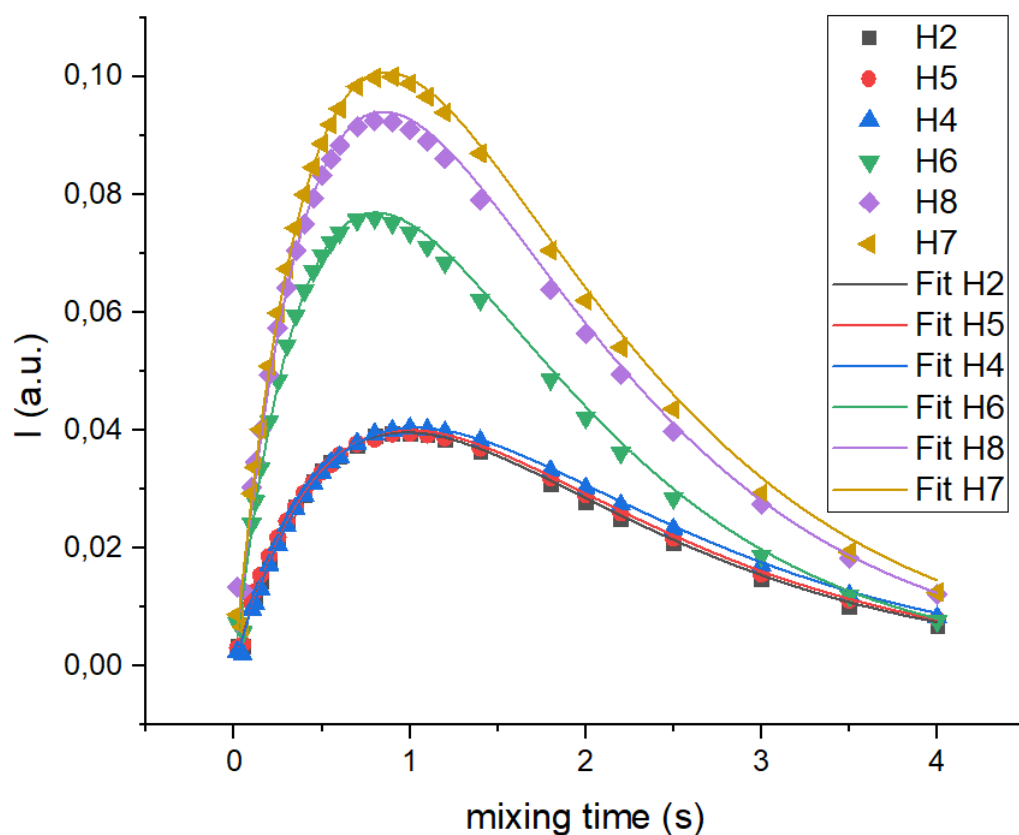 I (a.u.)
0,10
0,08
0,06
0,04
0,02
0,00
0
1
2
3
4
mixing time (s)
H2
H5
H4
H6
H8
H7
Fit H2
Fit H5
Fit H4
Fit H6
Fit H8
Fit H7